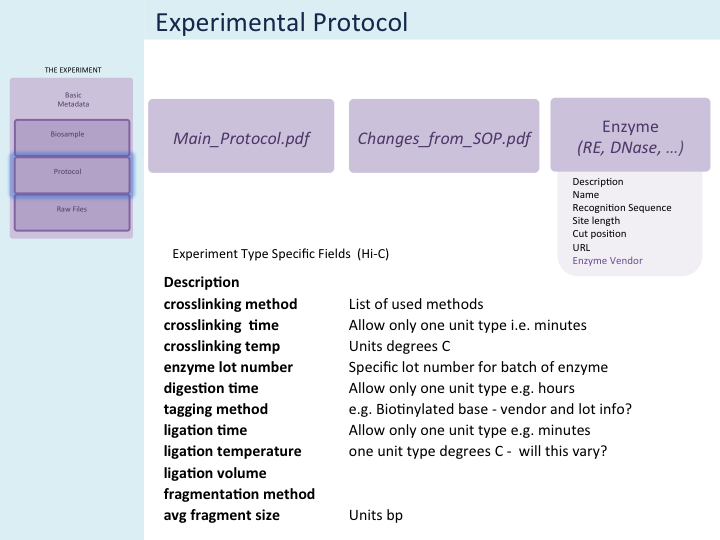 Experimental Protocol
THE EXPERIMENT
Basic
Metadata
Biosample
Protocol
Raw Files
Main_Protocol.pdf
Changes_from_SOP.pdf
Enzyme
(RE, DNase, ...)
Description
Name
Recognition Sequence
Site length
Cut position
URL
Enzyme Vendor
Experiment Type Specific Fields  (Hi-C)
Description
crosslinking method List of used methods
crosslinking  time Allow only one unit type i.e. minutes
crosslinking temp Units degrees C
enzyme lot number Specific lot number for batch of enzyme
digestion time Allow only one unit type e.g. hours
tagging method e.g. Biotinylated base - vendor and lot info?
ligation time Allow only one unit type e.g. minutes
ligation temperature one unit type degrees C -  will this vary?
ligation volume
fragmentation method
avg fragment size Units bp